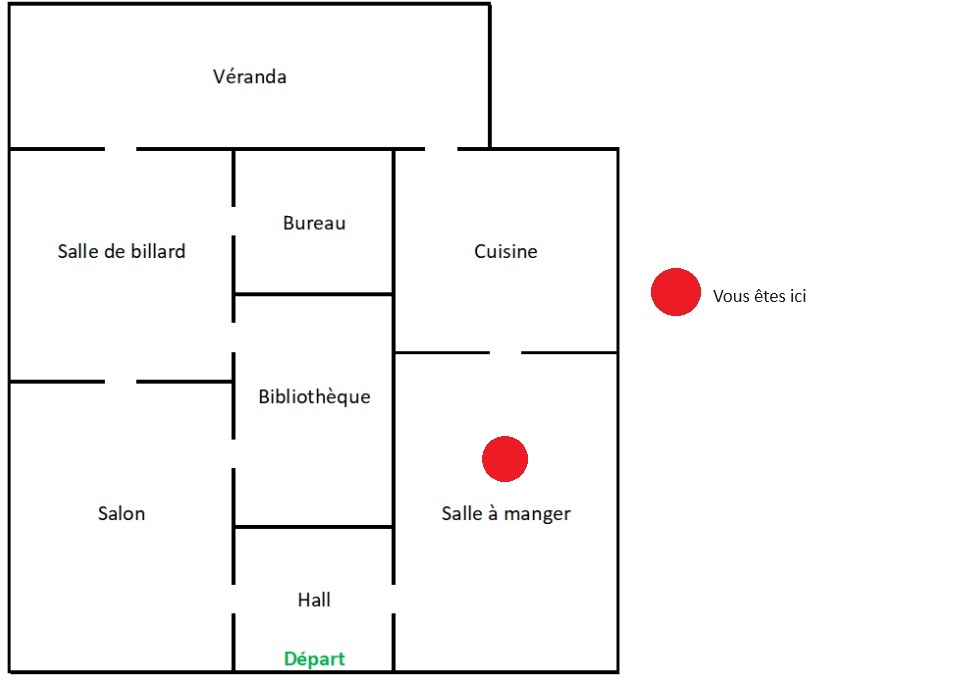 Véranda
Bureau
Salle de billard
Cuisine
Vous êtes ici
Bibliothèque
Salon
Salle à manger
Hall
Départ